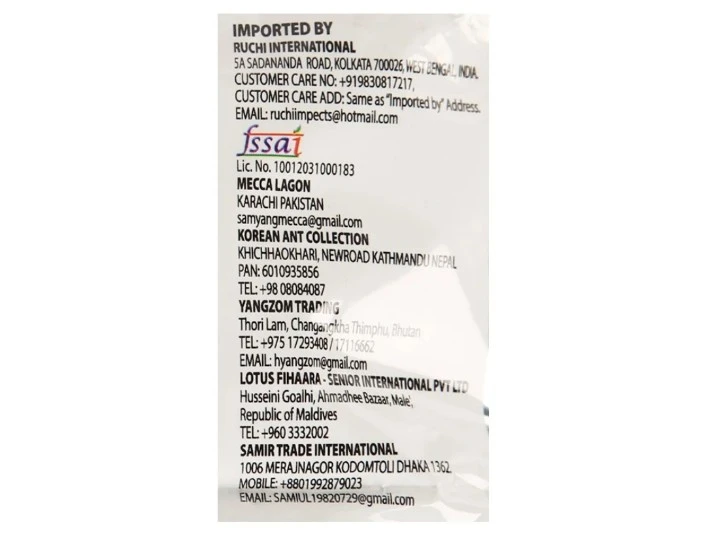 IMPORTED BY
RUCHI INTERNATIONAL
5A SADANANDA ROAD, KOLKATA 700026, WEST BENGAL, INDIA.
CUSTOMER CARE NO: +919830817217,
CUSTOMER CARE ADD: Same as "Imported by" Address.
EMAIL: ruchiimpects@hotmail.com
fssai
Lic. No. 10012031000183
MECCA LAGON
KARACHI PAKISTAN
samyangmecca@gmail.com
KOREAN ANT COLLECTION
KHICHHAOKHARI, NEWROAD KATHMANDU NEPAL
PAN: 6010935856
TEL: +98 08084087
YANGZOM TRADING
Thori Lam, Changangkha Thimphu, Bhutan
TEL: +975 17293408 / 17116662
EMAIL: hyangzom@gmail.com
LOTUS FIHAARA - SENIOR INTERNATIONAL PVT LTD
Husseini Goalhi, Ahmadhee Bazaar, Male',
Republic of Maldives
TEL: +960 3332002
SAMIR TRADE INTERNATIONAL
1006 MERAJNAGOR KODOMTOLI DHAKA 1362.
MOBILE: +8801992879023
EMAIL: SAMIUL19820729@gmail.com